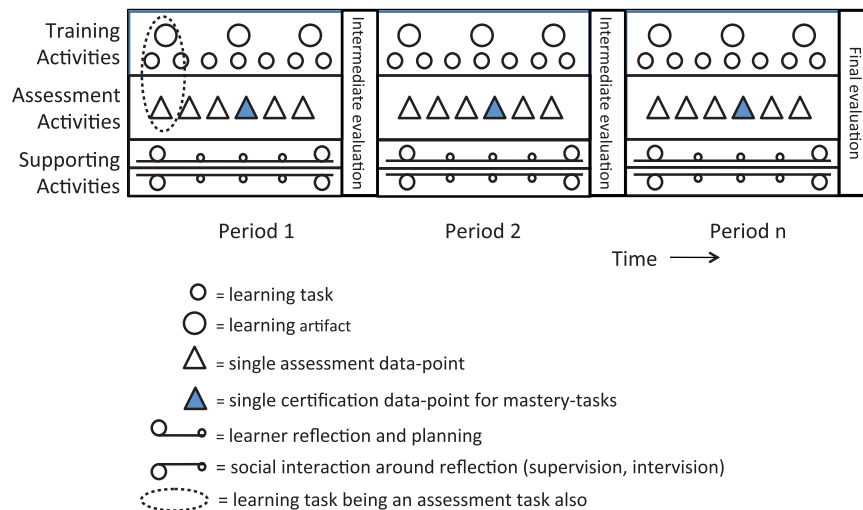 Training
Activities
Assessment
Activities
Supporting
Activities
Intermediate evaluation
Intermediate evaluation
Final evaluation
Period 1
Period 2
Period n
Time
= learning task
= learning artifact
= single assessment data-point
= single certification data-point for mastery-tasks
= learner reflection and planning
= social interaction around reflection (supervision, intervision)
= learning task being an assessment task also